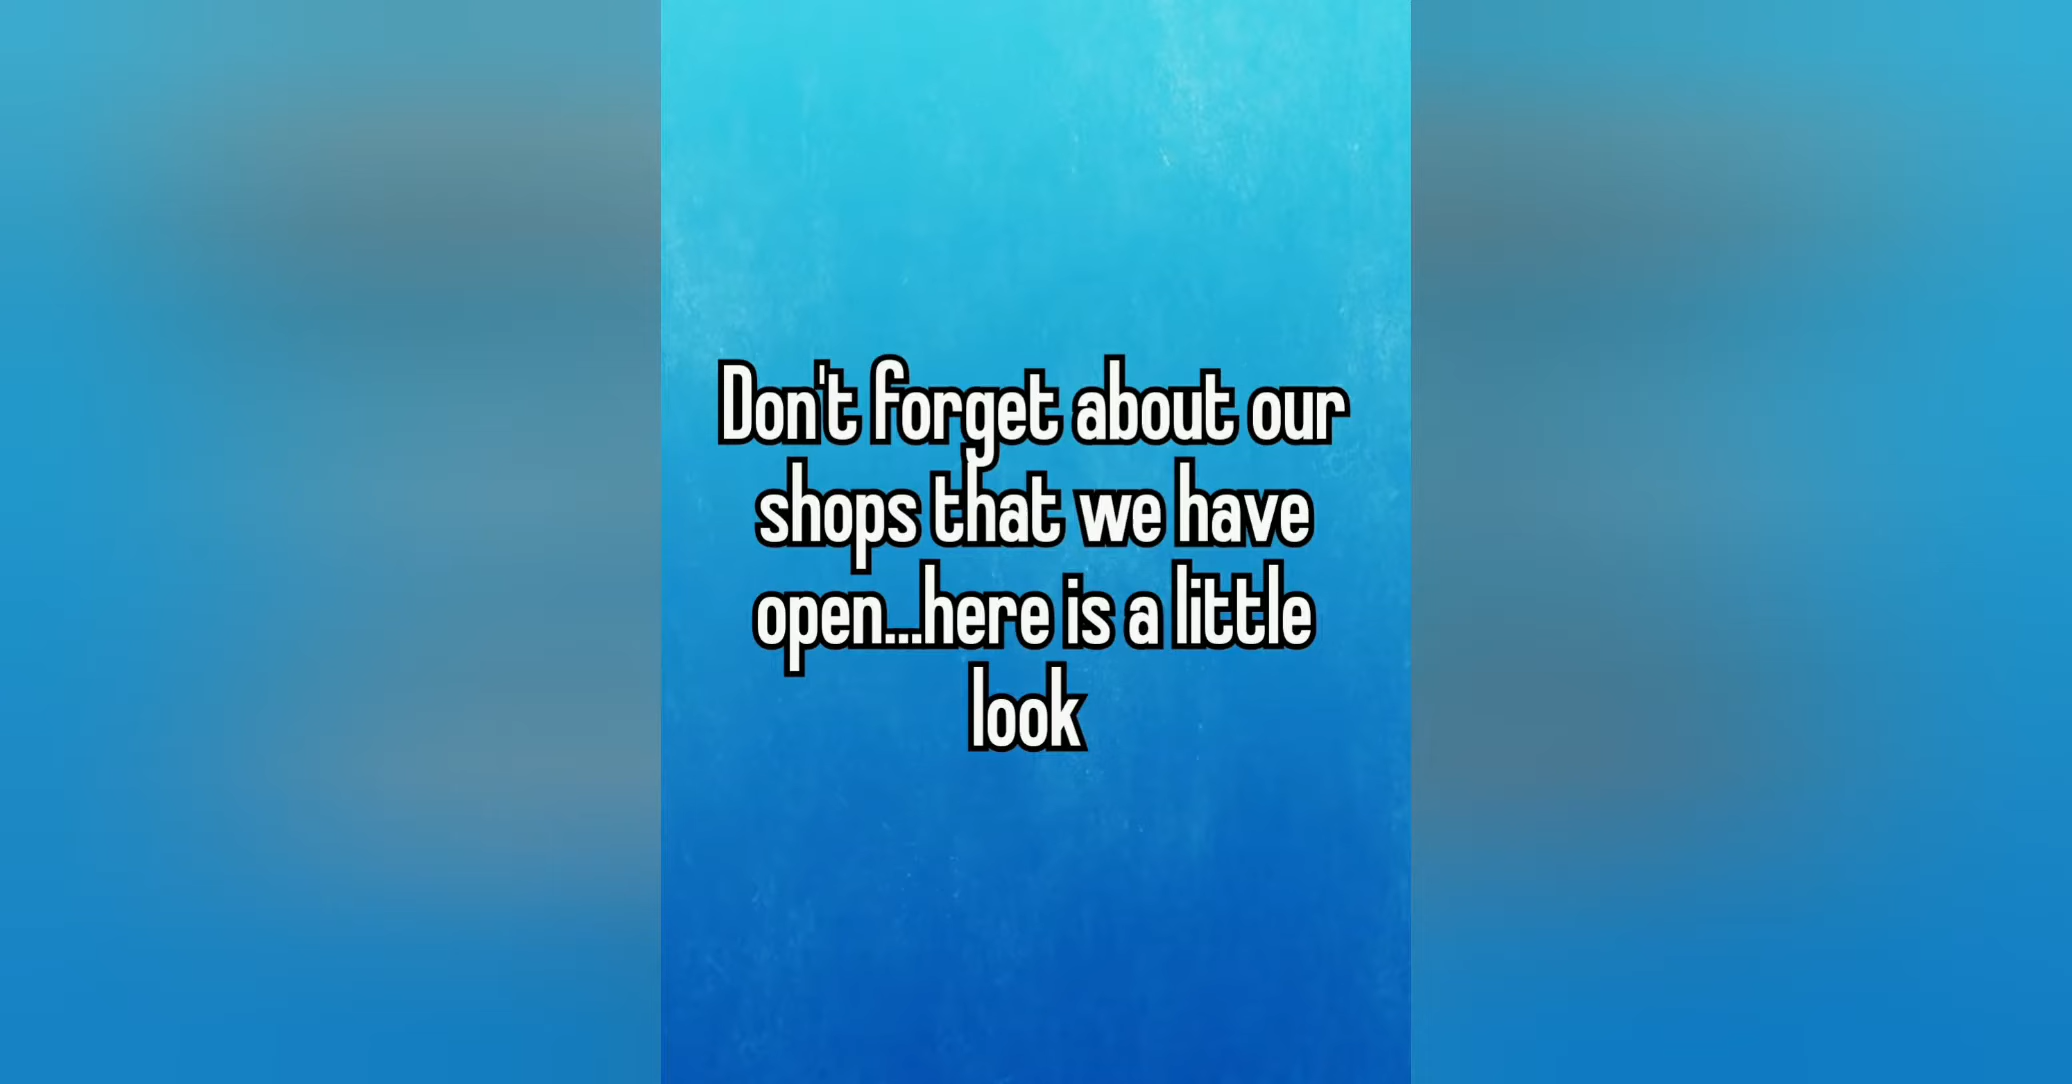 Don't forget about our
shops that we have
open...here is a little
look